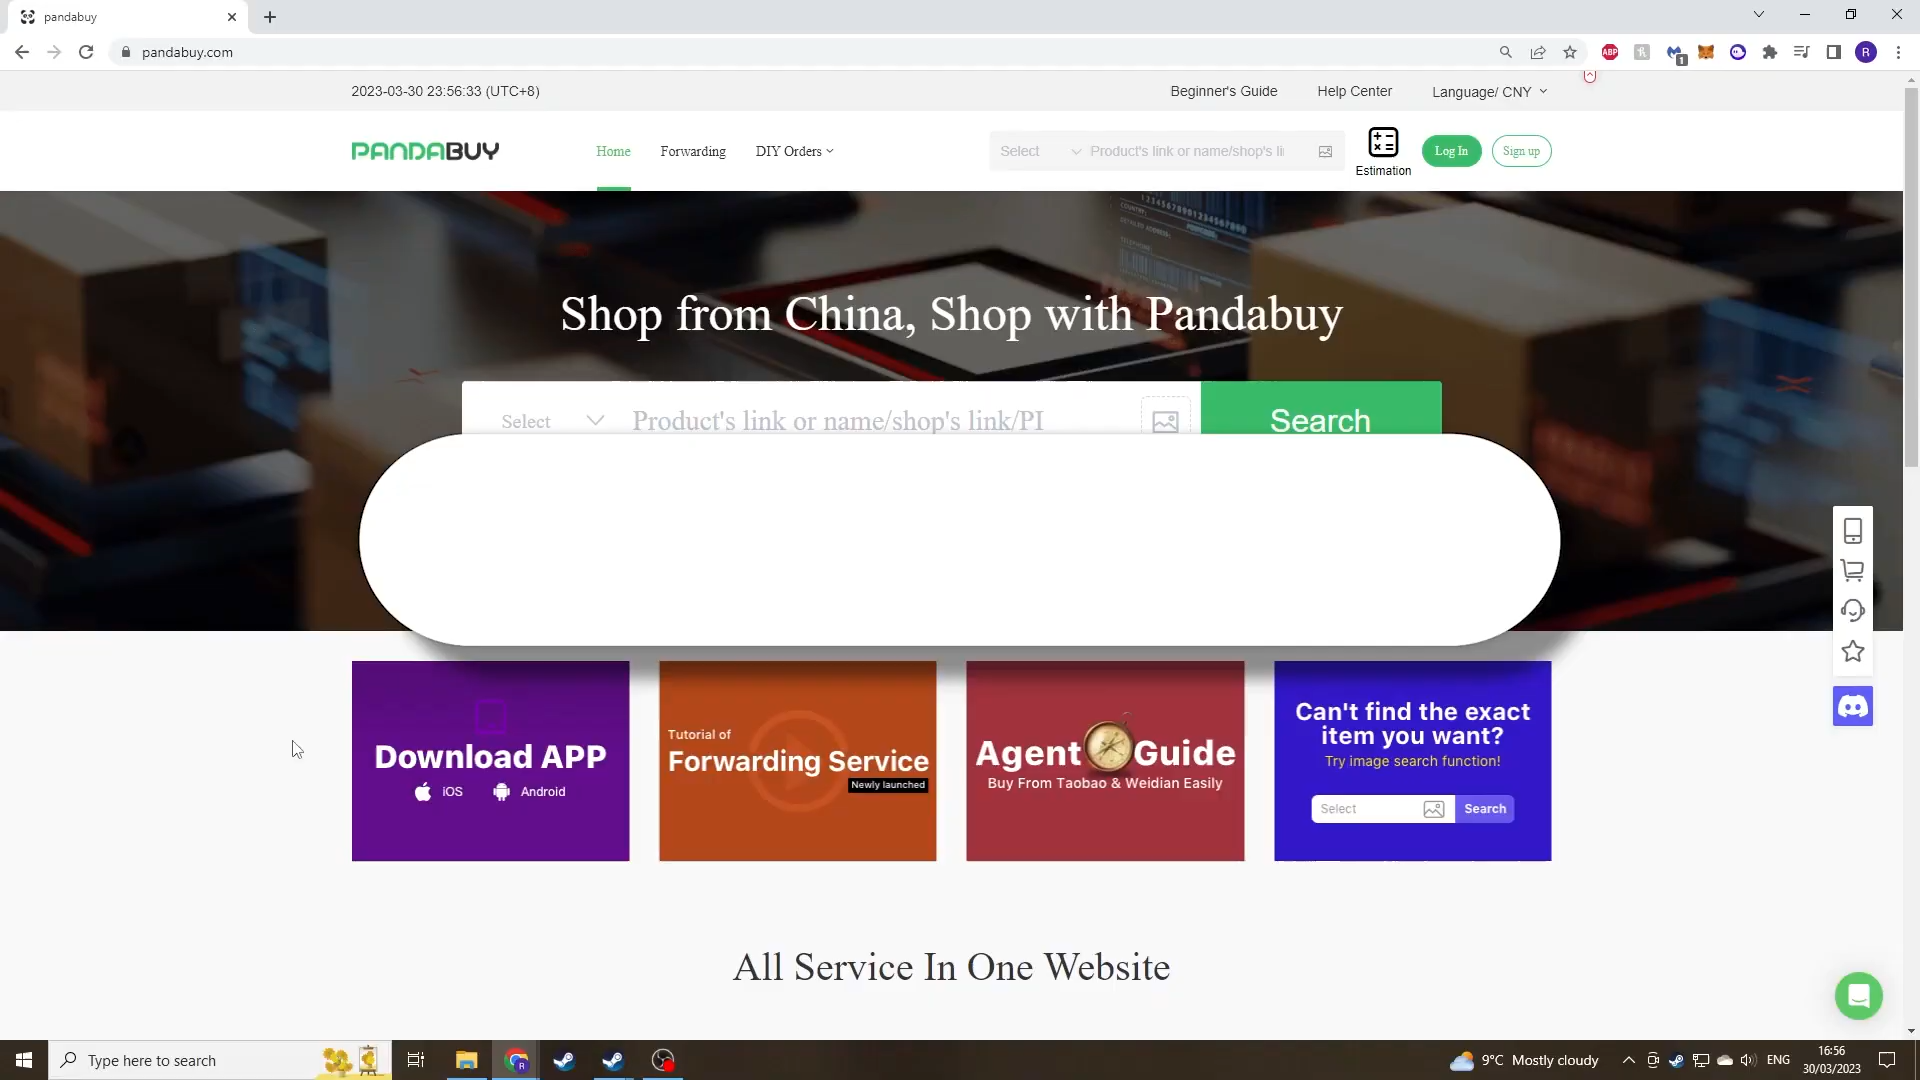 pandabuy
pandabuy.com
ABP
1
R
2023-03-30 23:56:33 (UTC+8)
Beginner's Guide
Help Center
Language/ CNY
PANDABUY
Home
Forwarding
DIY Orders
Select
Product's link or name/shop's li
Estimation
Log In
Sign up
Shop from China, Shop with Pandabuy
Select
Product's link or name/shop's link/PI
Search
Download APP
iOS
Android
Tutorial of
Forwarding Service
Newly launched
Agent Guide
Buy From Taobao & Weidian Easily
Can't find the exact
item you want?
Try image search function!
Select
Search
All Service In One Website
Type here to search
9°C Mostly cloudy
ENG
16:56
30/03/2023